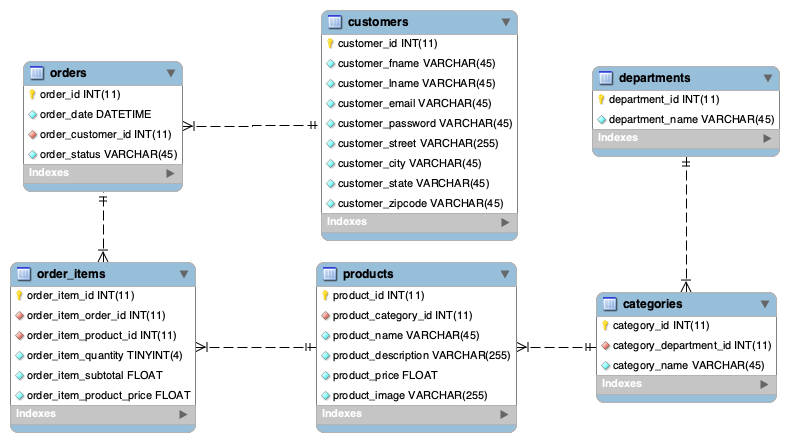 customers
customer_id INT(11)
customer_fname VARCHAR(45)
customer_lname VARCHAR(45)
customer_email VARCHAR(45)
customer_password VARCHAR(45)
customer_street VARCHAR(255)
customer_city VARCHAR(45)
customer_state VARCHAR(45)
customer_zipcode VARCHAR(45)
Indexes
orders
order_id INT(11)
order_date DATETIME
order_customer_id INT(11)
order_status VARCHAR(45)
Indexes
departments
department_id INT(11)
department_name VARCHAR(45)
Indexes
order_items
order_item_id INT(11)
order_item_order_id INT(11)
order_item_product_id INT(11)
order_item_quantity TINYINT(4)
order_item_subtotal FLOAT
order_item_product_price FLOAT
Indexes
products
product_id INT(11)
product_category_id INT(11)
product_name VARCHAR(45)
product_description VARCHAR(255)
product_price FLOAT
product_image VARCHAR(255)
Indexes
categories
category_id INT(11)
category_department_id INT(11)
category_name VARCHAR(45)
Indexes